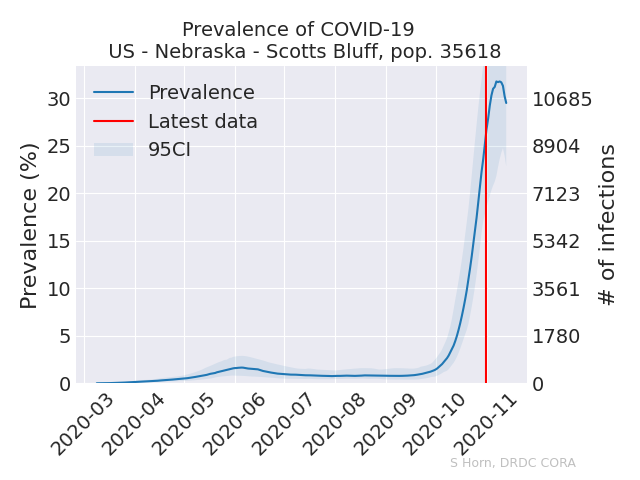 Prevalence of COVID-19
US - Nebraska - Scotts Bluff, pop. 35618
Prevalence
Latest data
95CI
Prevalence (%)
30
25
20
15
10
5
0
10685
8904
7123
5342
3561
1780
0
# of infections
2020-03
2020-04
2020-05
2020-06
2020-07
2020-08
2020-09
2020-10
2020-11
S Horn, DRDC CORA